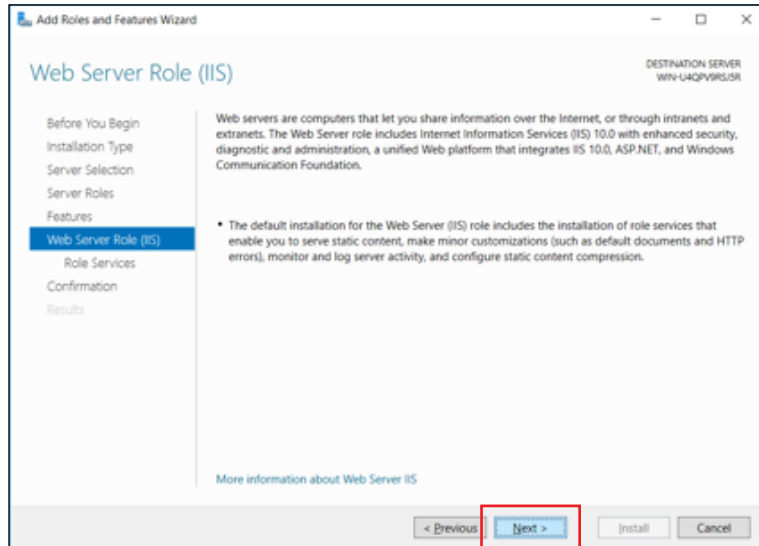 Add Roles and Features Wizard
Web Server Role (IIS)
DESTINATION SERVER
WIN-U4QPV9RSJ5R
Before You Begin
Installation Type
Server Selection
Server Roles
Features
Web Server Role (IIS)
Role Services
Confirmation
Results
Web servers are computers that let you share information over the Internet, or through intranets and
extranets. The Web Server role includes Internet Information Services (IIS) 10.0 with enhanced security,
diagnostic and administration, a unified Web platform that integrates IIS 10.0, ASP.NET, and Windows
Communication Foundation.
• The default installation for the Web Server (IIS) role includes the installation of role services that
enable you to serve static content, make minor customizations (such as default documents and HTTP
errors), monitor and log server activity, and configure static content compression.
More information about Web Server IIS
< Previous
Next >
Install
Cancel